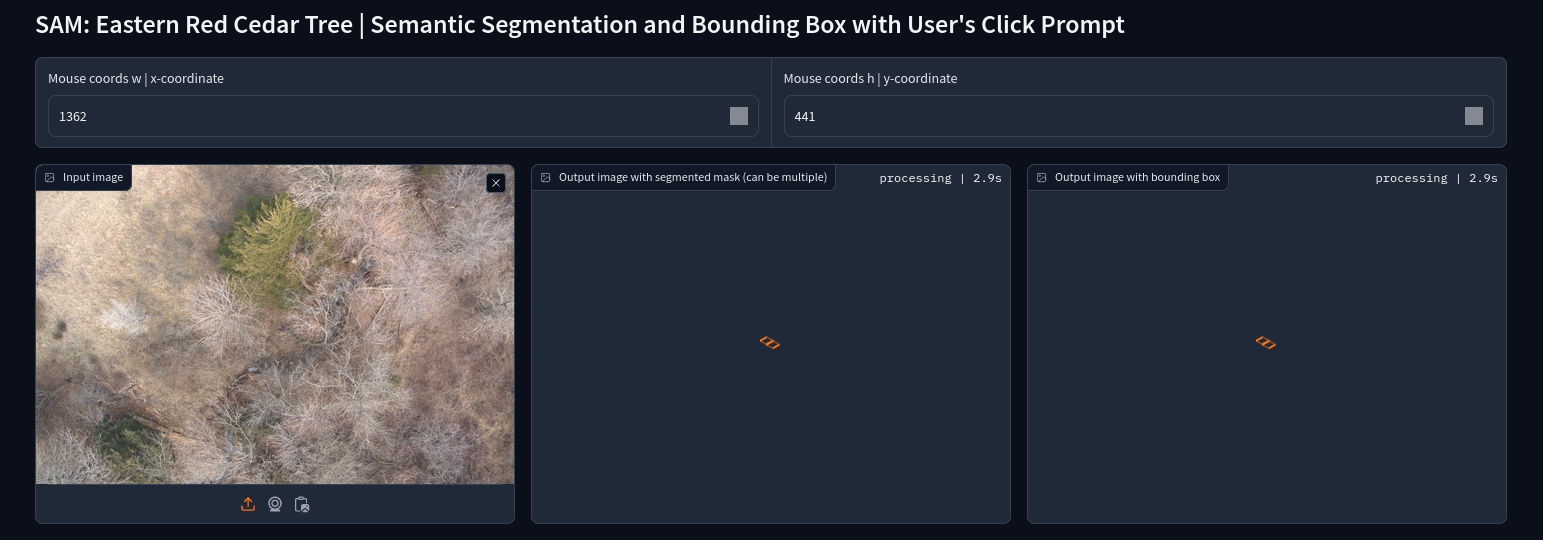 SAM: Eastern Red Cedar Tree | Semantic Segmentation and Bounding Box with User's Click Prompt
Mouse coords w | x-coordinate
Mouse coords h | y-coordinate
1362
441
Input image
Output image with segmented mask (can be multiple)
processing | 2.9s
Output image with bounding box
processing | 2.9s